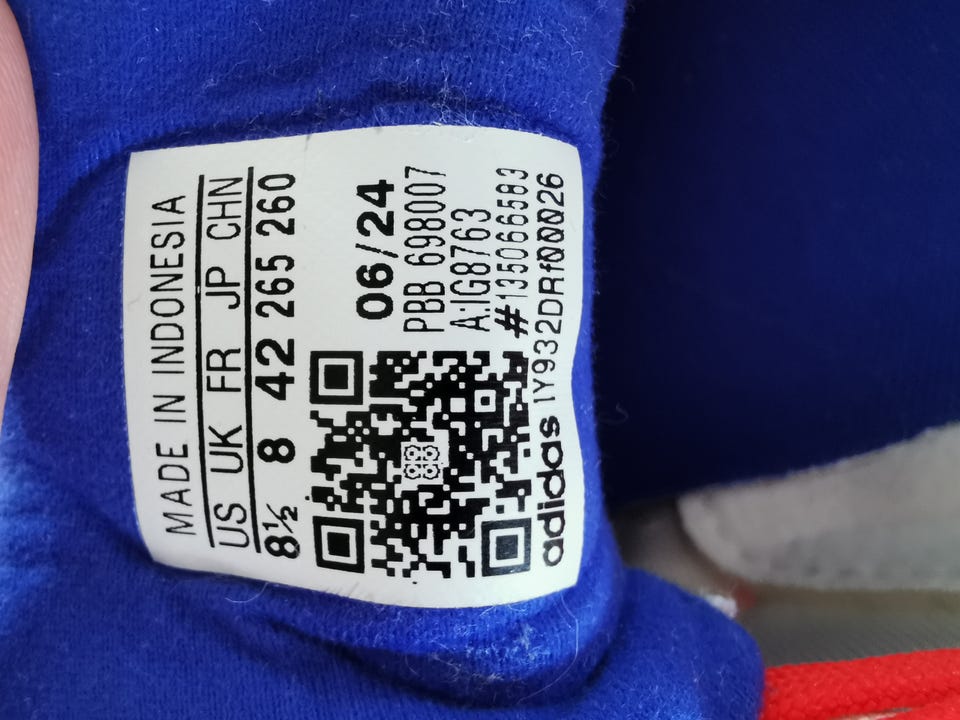 MADE IN INDONESIA
US UK FR JP CHN
8½ 8 42 265 260
06/24
PBB 698007
A:IG8763
#135066583
adidas IY932DRf00026